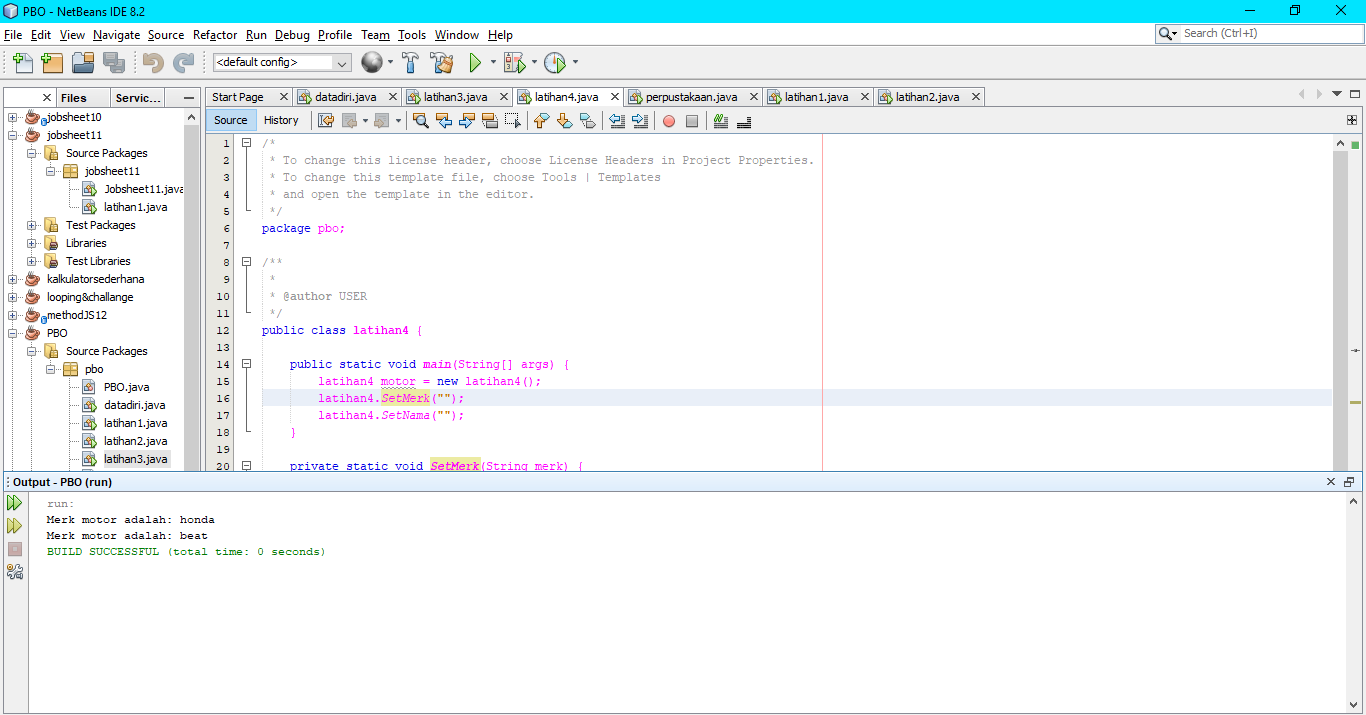 PBO - NetBeans IDE 8.2
File Edit View Navigate Source Refactor Run Debug Profile Team Tools Window Help
Search (Ctrl+I)
<default config>
Files
Servic...
Start Page
datadiri.java
latihan3.java
latihan4.java
perpustakaan.java
latihan1.java
latihan2.java
jobsheet10
jobsheet11
Source Packages
jobsheet11
Jobsheet11.java
latihan1.java
Test Packages
Libraries
Test Libraries
kalkulatorsederhana
looping&challange
methodJS12
PBO
Source Packages
pbo
PBO.java
datadiri.java
latihan1.java
latihan2.java
latihan3.java
Source History
1 /*
2 * To change this license header, choose License Headers in Project Properties.
3 * To change this template file, choose Tools | Templates
4 * and open the template in the editor.
5 */
6 package pbo;
7
8 /**
9 *
10 * @author USER
11 */
12 public class latihan4 {
13
14 public static void main(String[] args) {
15 latihan4 motor = new latihan4();
16 latihan4.SetMerk("");
17 latihan4.SetNama("");
18 }
19
20 private static void SetMerk(String merk) {
Output - PBO (run)
run:
Merk motor adalah: honda
Merk motor adalah: beat
BUILD SUCCESSFUL (total time: 0 seconds)